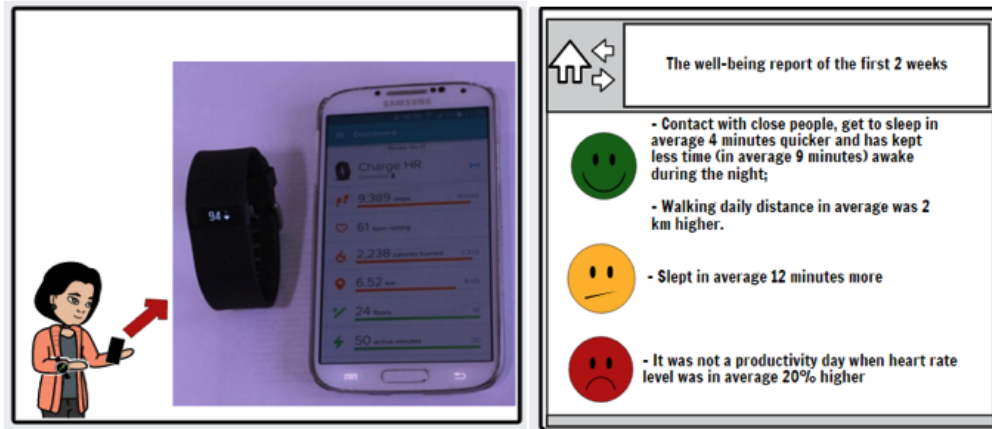 SAMSUNG
Dashboard
Charge HR
9,389 steps
61 bpm resting
2,238 calories burned
6.52 km
24 floors
50 active minutes
94
The well-being report of the first 2 weeks
- Contact with close people, get to sleep in
average 4 minutes quicker and has kept
less time (in average 9 minutes) awake
during the night;
- Walking daily distance in average was 2
km higher.
- Slept in average 12 minutes more
- It was not a productivity day when heart rate
level was in average 20% higher